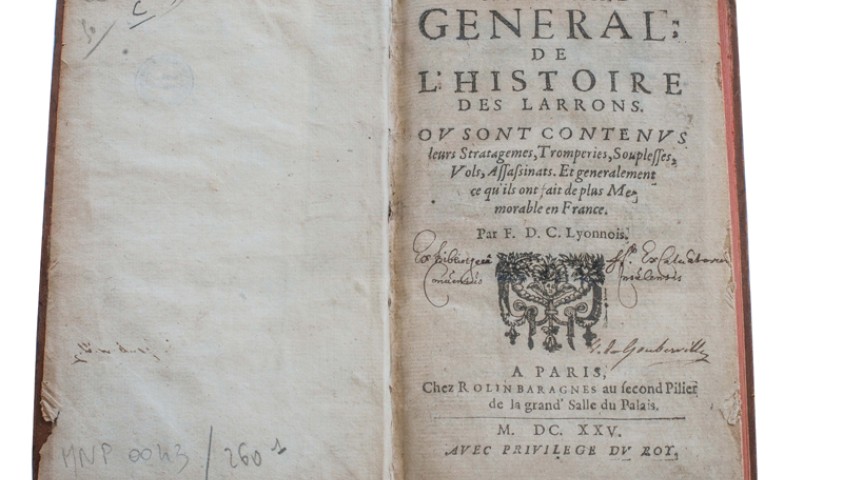 GENERAL;
DE
L'HISTOIRE
DES LARRONS.
OV SONT CONTENVS
leurs Stratagemes, Tromperies, Souplesses,
Vols, Assassinats. Et generalement
ce qu'ils ont fait de plus Me-
morable en France.
Par F. D. C. Lyonnois.
Ex
A PARIS,
Chez ROLIN BARAGNES au second Pilier
de la grand' Salle du Palais.
M. DC. XXV.
AVEC PRIVILEGE DV ROY,
MNP 0043 / 260 1